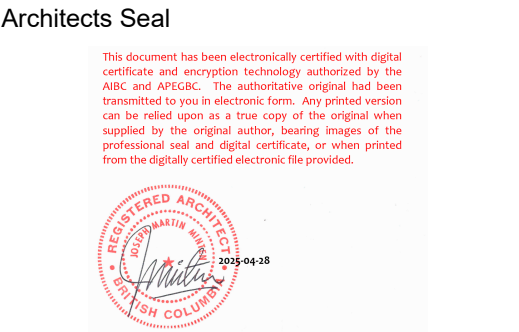 Architects Seal
This document has been electronically certified with digital
certificate and encryption technology authorized by the
AIBC and APEGBC.  The authoritative original had been
transmitted to you in electronic form.  Any printed version
can be relied upon as a true copy of the original when
supplied by the original author, bearing images of the
professional seal and digital certificate, or when printed
from the digitally certified electronic file provided.
REGISTERED ARCHITECT
JOSEPH MARTIN MINTEN
2025-04-28
BRITISH COLUMBIA